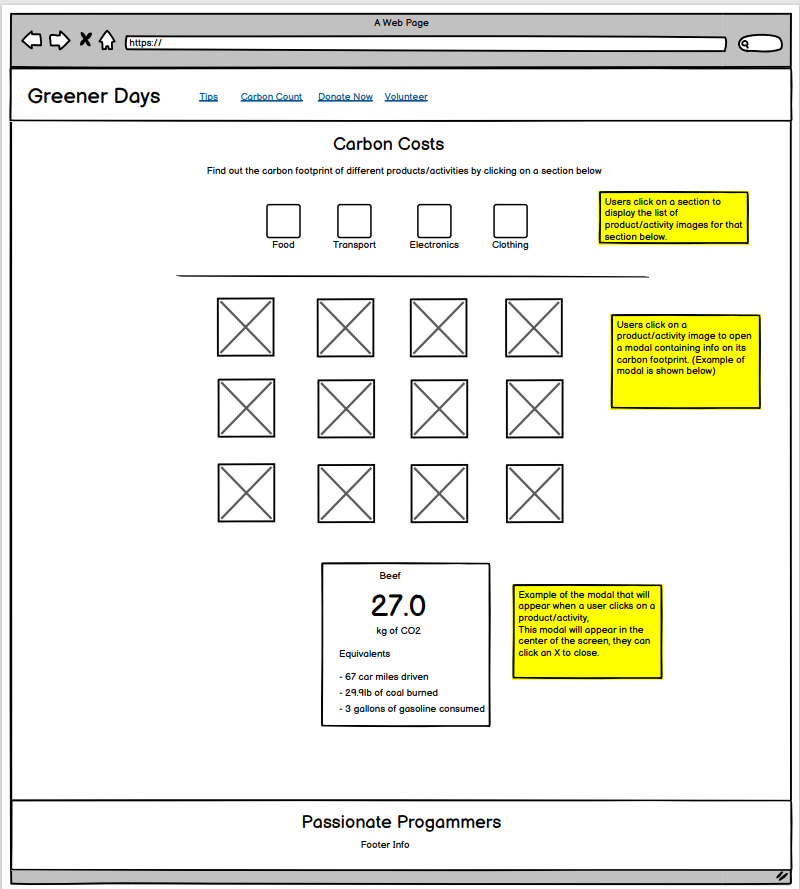 A Web Page
https://
Greener Days
Tips
Carbon Count
Donate Now
Volunteer
Carbon Costs
Find out the carbon footprint of different products/activities by clicking on a section below
Food
Transport
Electronics
Clothing
Users click on a section to
display the list of
product/activity images for that
section below.
Users click on a
product/activity image to open
a modal containing info on its
carbon footprint. (Example of
modal is shown below)
Beef
27.0
kg of CO2
Equivalents
- 67 car miles driven
- 29.9lb of coal burned
- 3 gallons of gasoline consumed
Example of the modal that will
appear when a user clicks on a
product/activity,
This modal will appear in the
center of the screen, they can
click an X to close.
Passionate Progammers
Footer Info